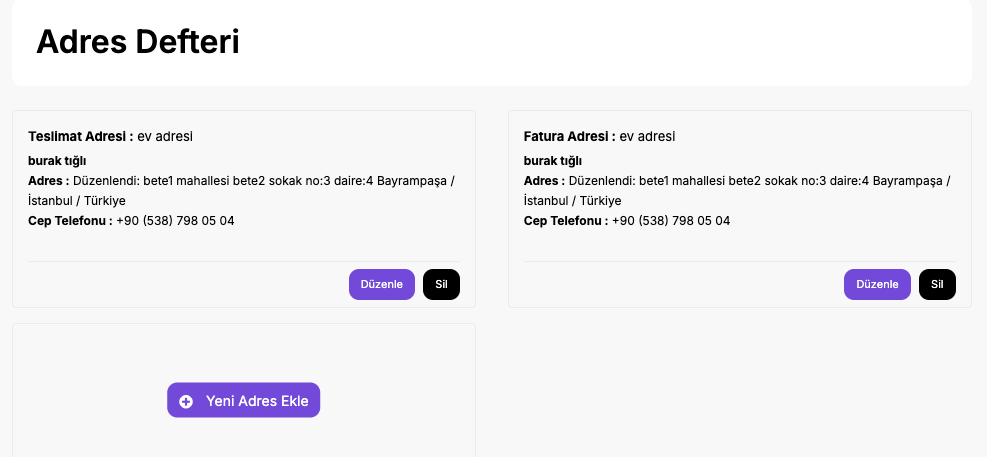 Adres Defteri
Teslimat Adresi : ev adresi
burak tığlı
Adres : Düzenlendi: bete1 mahallesi bete2 sokak no:3 daire:4 Bayrampaşa /
İstanbul / Türkiye
Cep Telefonu : +90 (538) 798 05 04
Düzenle
Sil
Fatura Adresi : ev adresi
burak tığlı
Adres : Düzenlendi: bete1 mahallesi bete2 sokak no:3 daire:4 Bayrampaşa /
İstanbul / Türkiye
Cep Telefonu : +90 (538) 798 05 04
Düzenle
Sil
Yeni Adres Ekle